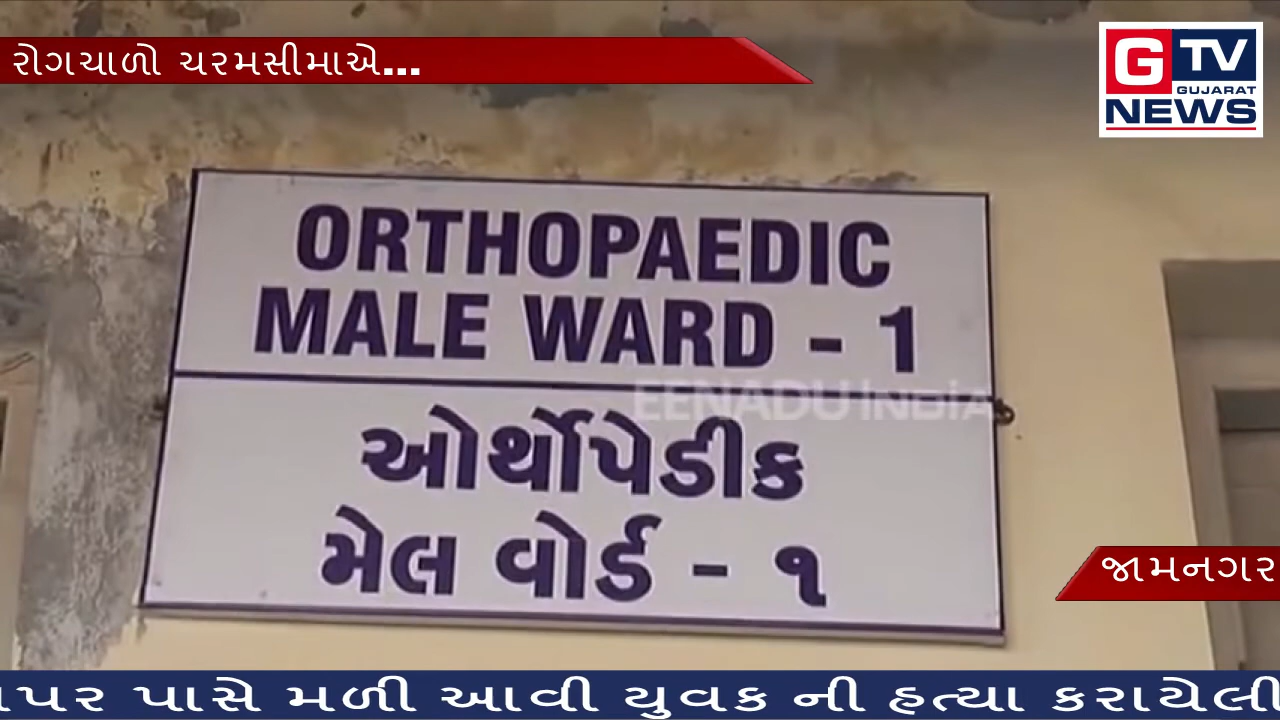 રોગચાળો ચરમસીમાએ...
G TV
GUJARAT
NEWS
ORTHOPAEDIC
MALE WARD - 1
EENADU INDIA
ઓર્થોપેડીક
મેલ વોર્ડ - ૧
જામનગર
પાસે મળી આવી યુવક ની હત્યા કરાયેલી